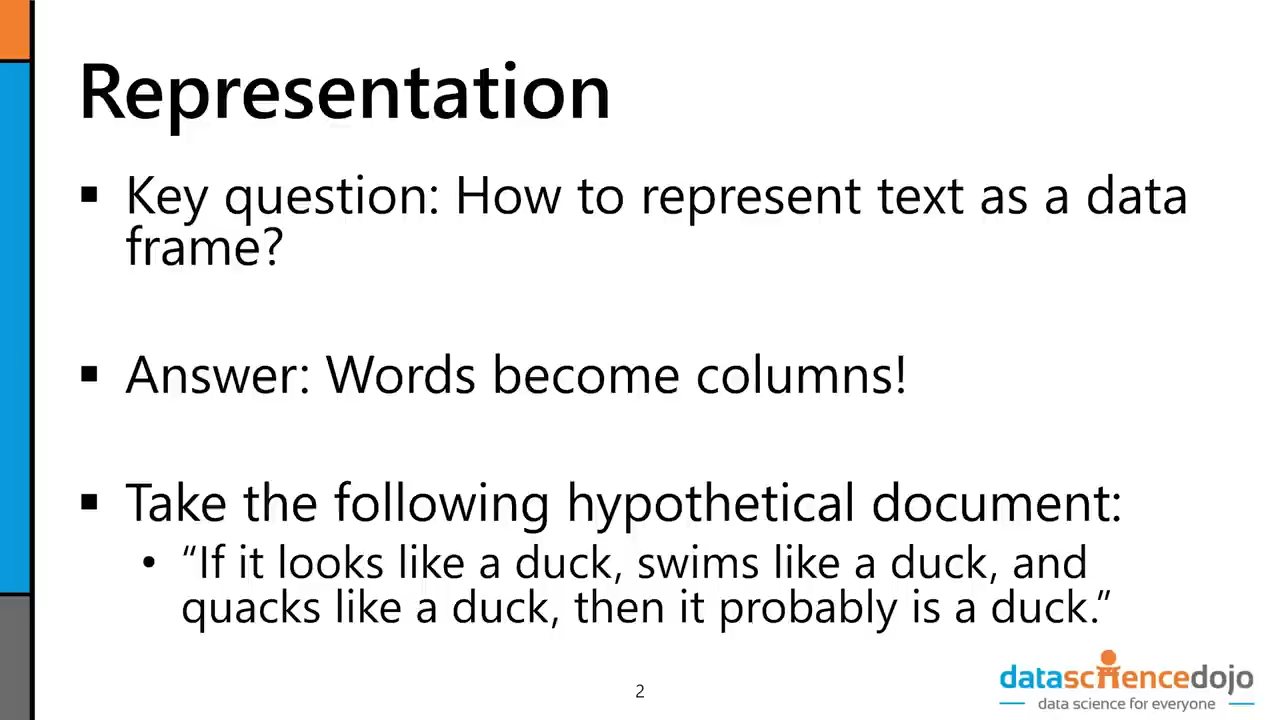 Representation
▪ Key question: How to represent text as a data
frame?
▪ Answer: Words become columns!
▪ Take the following hypothetical document:
• “If it looks like a duck, swims like a duck, and
quacks like a duck, then it probably is a duck.”
2
datasciencedojo
data science for everyone